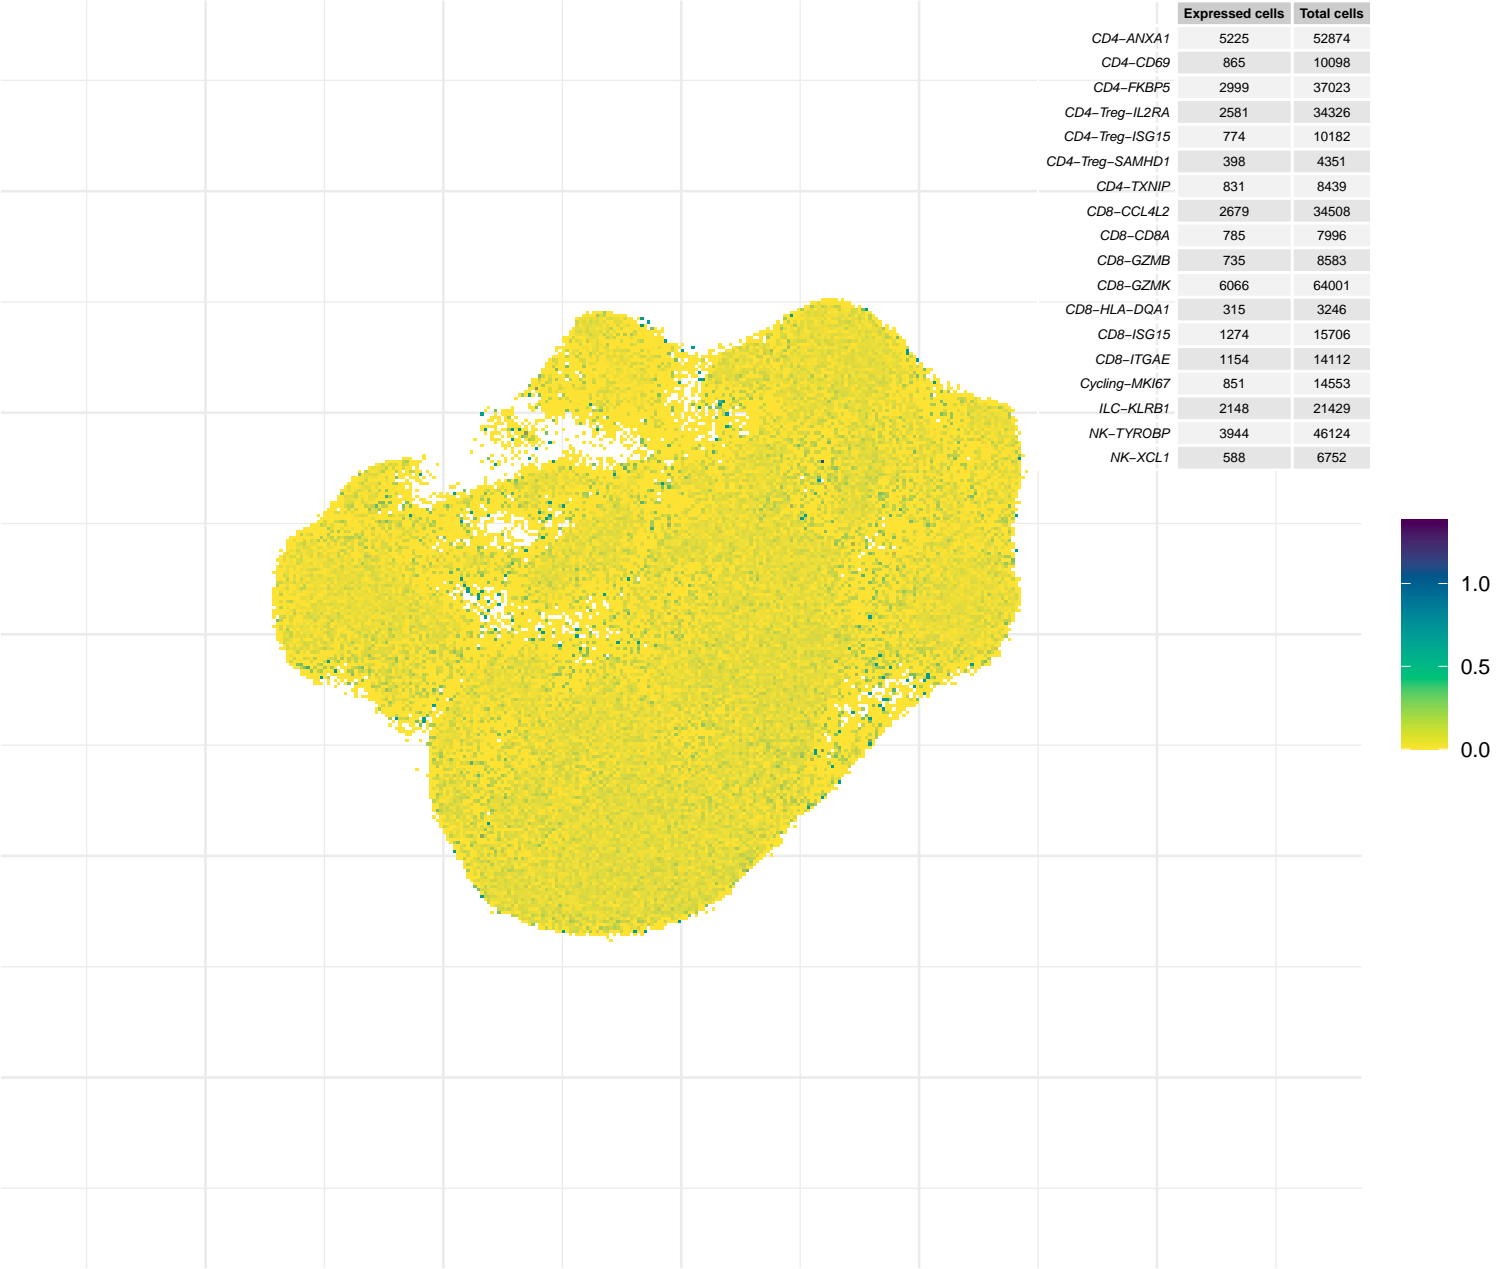 Expressed cells Total cells
CD4−ANXA1 5225 52874
CD4−CD69 865 10098
CD4−FKBP5 2999 37023
CD4−Treg−IL2RA 2581 34326
CD4−Treg−ISG15 774 10182
CD4−Treg−SAMHD1 398 4351
CD4−TXNIP 831 8439
CD8−CCL4L2 2679 34508
CD8−CD8A 785 7996
CD8−GZMB 735 8583
CD8−GZMK 6066 64001
CD8−HLA−DQA1 315 3246
CD8−ISG15 1274 15706
CD8−ITGAE 1154 14112
Cycling−MKI67 851 14553
ILC−KLRB1 2148 21429
NK−TYROBP 3944 46124
NK−XCL1 588 6752
1.0
0.5
0.0